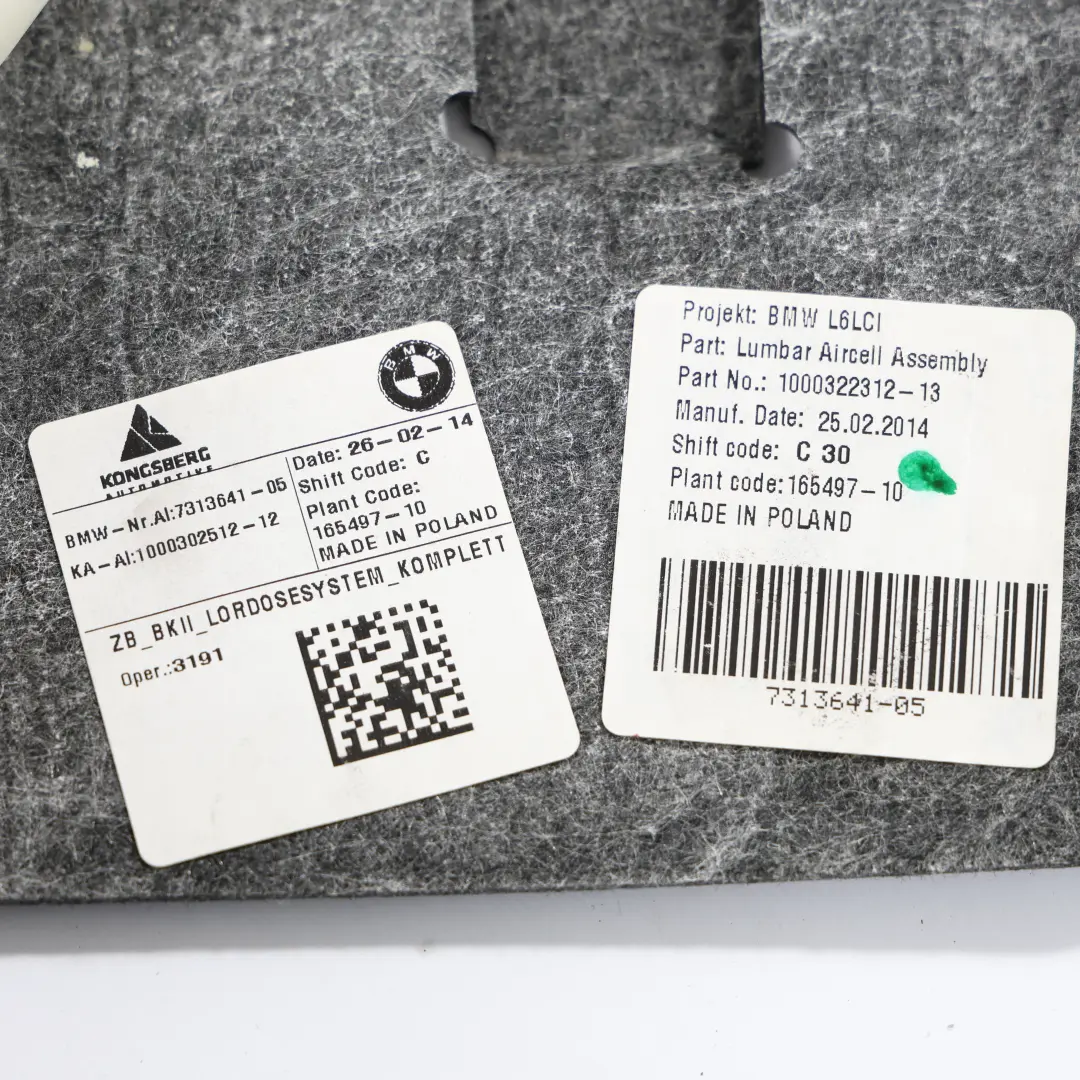 BMW
KONGSBERG
AUTOMOTIVE
BMW-Nr.AI:7313641-05
KA-AI:1000302512-12
Date: 26-02-14
Shift Code: C
Plant Code:
165497-10
MADE IN POLAND
ZB_BKII_LORDOSESYSTEM_KOMPLETT
Oper.:3191
Projekt: BMW L6LCI
Part: Lumbar Aircell Assembly
Part No.: 1000322312-13
Manuf. Date: 25.02.2014
Shift code: C 30
Plant code:165497-10
MADE IN POLAND
7313641-05